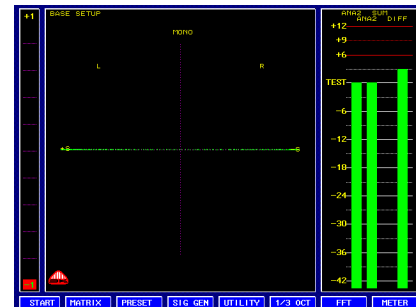 +1
BASE SETUP
MONO
L
R
+S
-S
-1
ANA2 SUM
ANA2 DIFF
+12
+9
+6
TEST
-6
-12
-18
-24
-30
-36
-42
START MATRIX PRESET SIG GEN UTILITY 1/3 OCT FFT METER